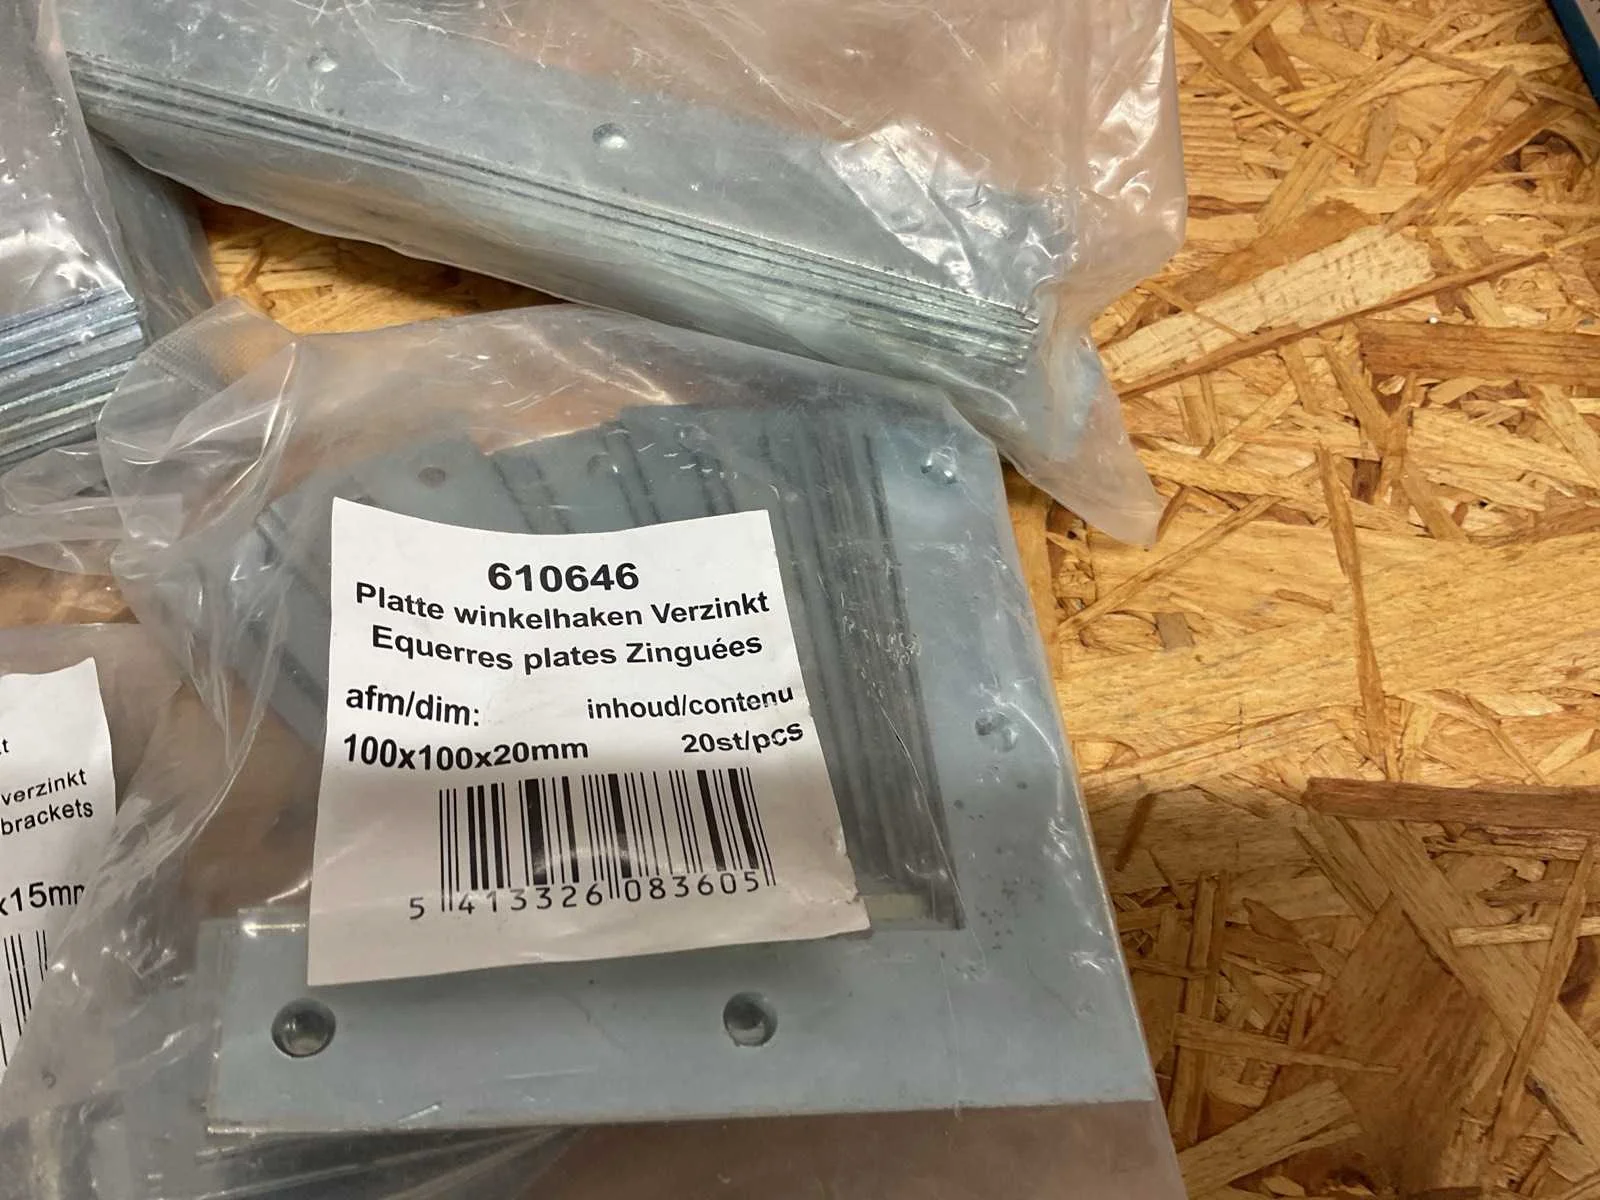 610646
Platte winkelhaken Verzinkt
Equerres plates Zinguées
afm/dim:
inhoud/contenu
100x100x20mm
20st/pcs
5 413326 083605
verzinkt
brackets
x15mm